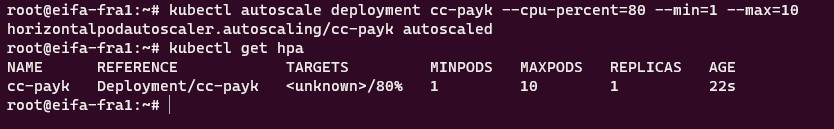 root@eifa-fra1:~# kubectl autoscale deployment cc-payk --cpu-percent=80 --min=1 --max=10
horizontalpodautoscaler.autoscaling/cc-payk autoscaled
root@eifa-fra1:~# kubectl get hpa
NAME      REFERENCE            TARGETS         MINPODS   MAXPODS   REPLICAS   AGE
cc-payk   Deployment/cc-payk   <unknown>/80%   1         10        1          22s
root@eifa-fra1:~#